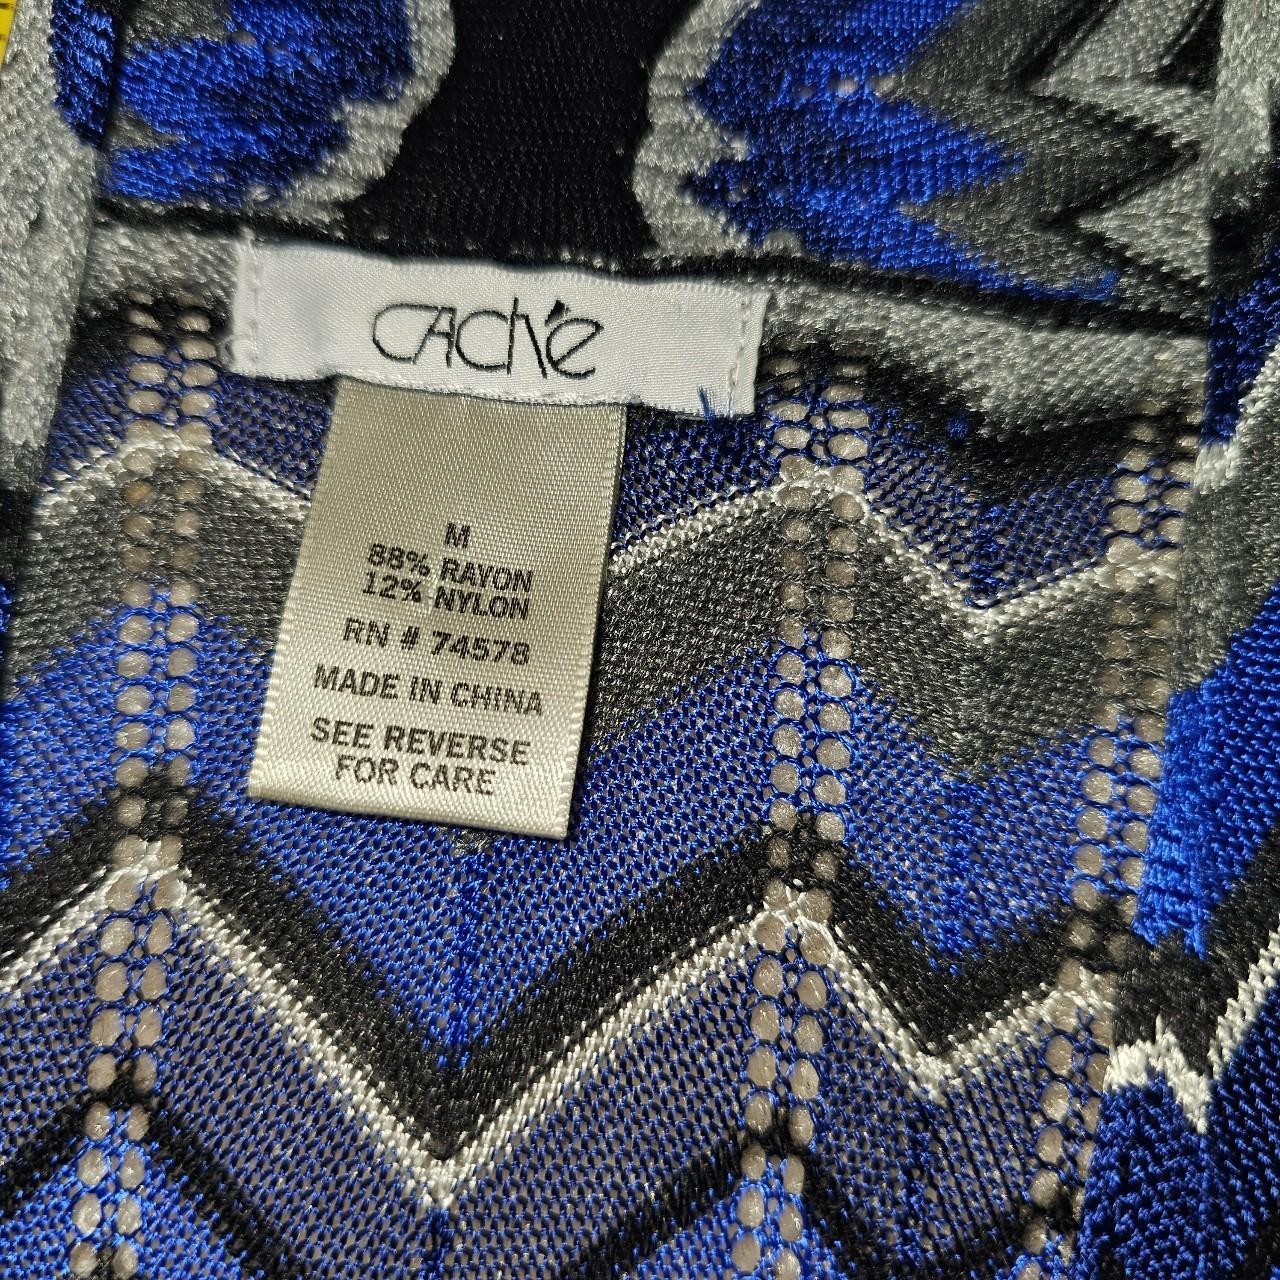 Caché
M
88% RAYON
12% NYLON
RN # 74578
MADE IN CHINA
SEE REVERSE
FOR CARE